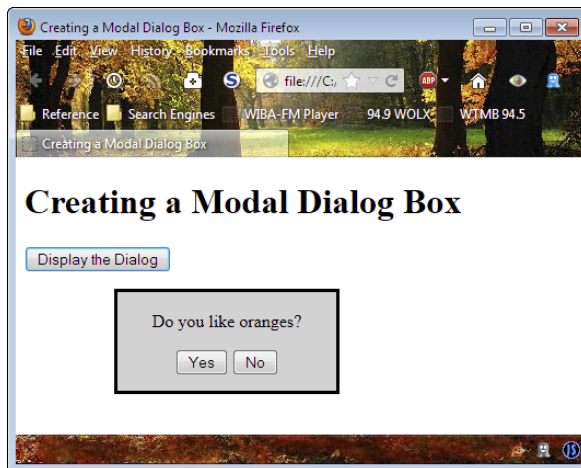 Creating a Modal Dialog Box - Mozilla Firefox
File Edit View History Bookmarks Tools Help
S file:///C:, C ABP
Reference Search Engines WIBA-FM Player 94.9 WOLX WTMB 94.5 »
Creating a Modal Dialog Box
Creating a Modal Dialog Box
Display the Dialog
Do you like oranges?
Yes No
JS